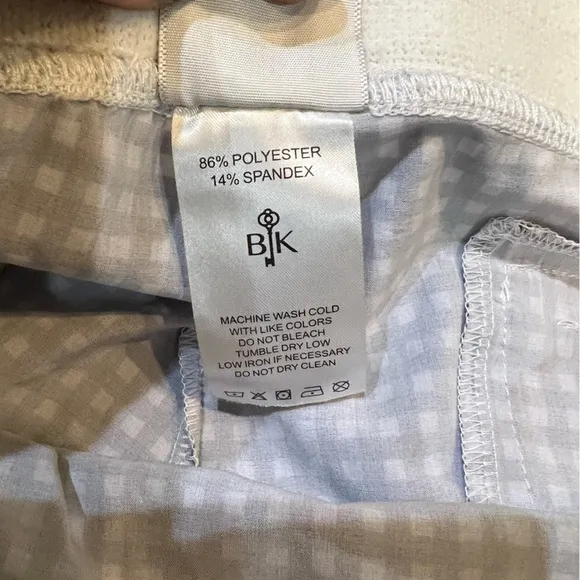 86% POLYESTER
14% SPANDEX
B K
MACHINE WASH COLD
WITH LIKE COLORS
DO NOT BLEACH
TUMBLE DRY LOW
LOW IRON IF NECESSARY
DO NOT DRY CLEAN